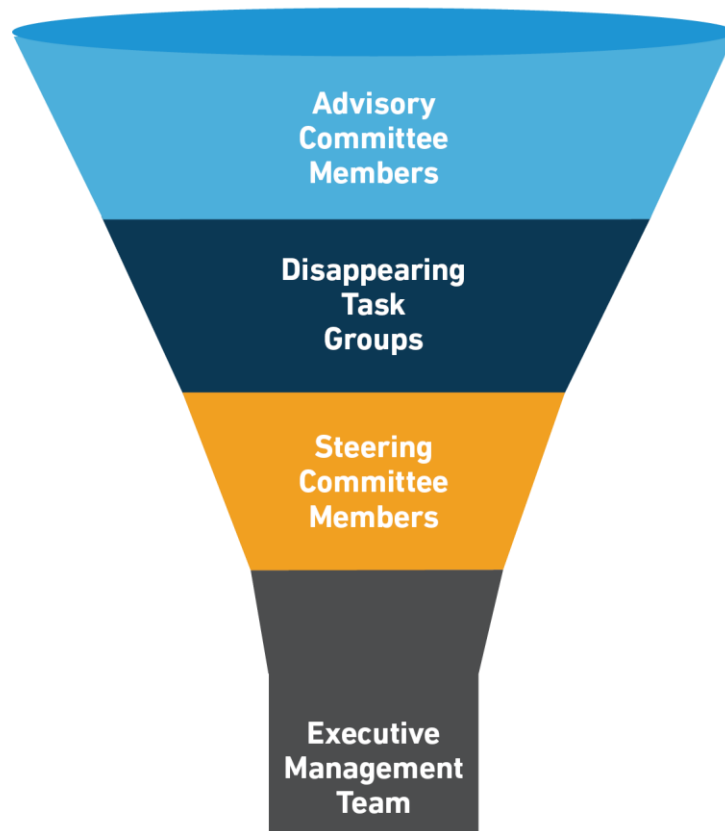 Advisory
Committee
Members
Disappearing
Task
Groups
Steering
Committee
Members
Executive
Management
Team